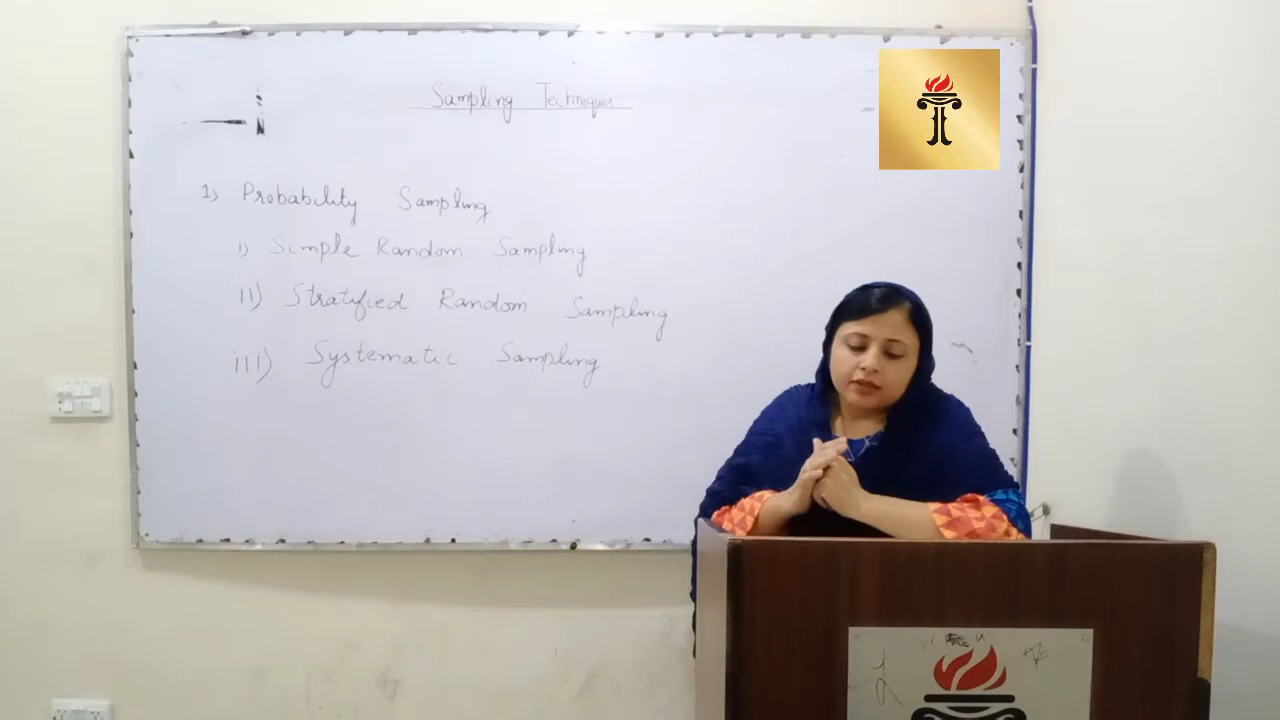 Sampling Techniques
1) Probability Sampling
i) Simple Random Sampling
ii) Stratified Random Sampling
iii) Systematic Sampling